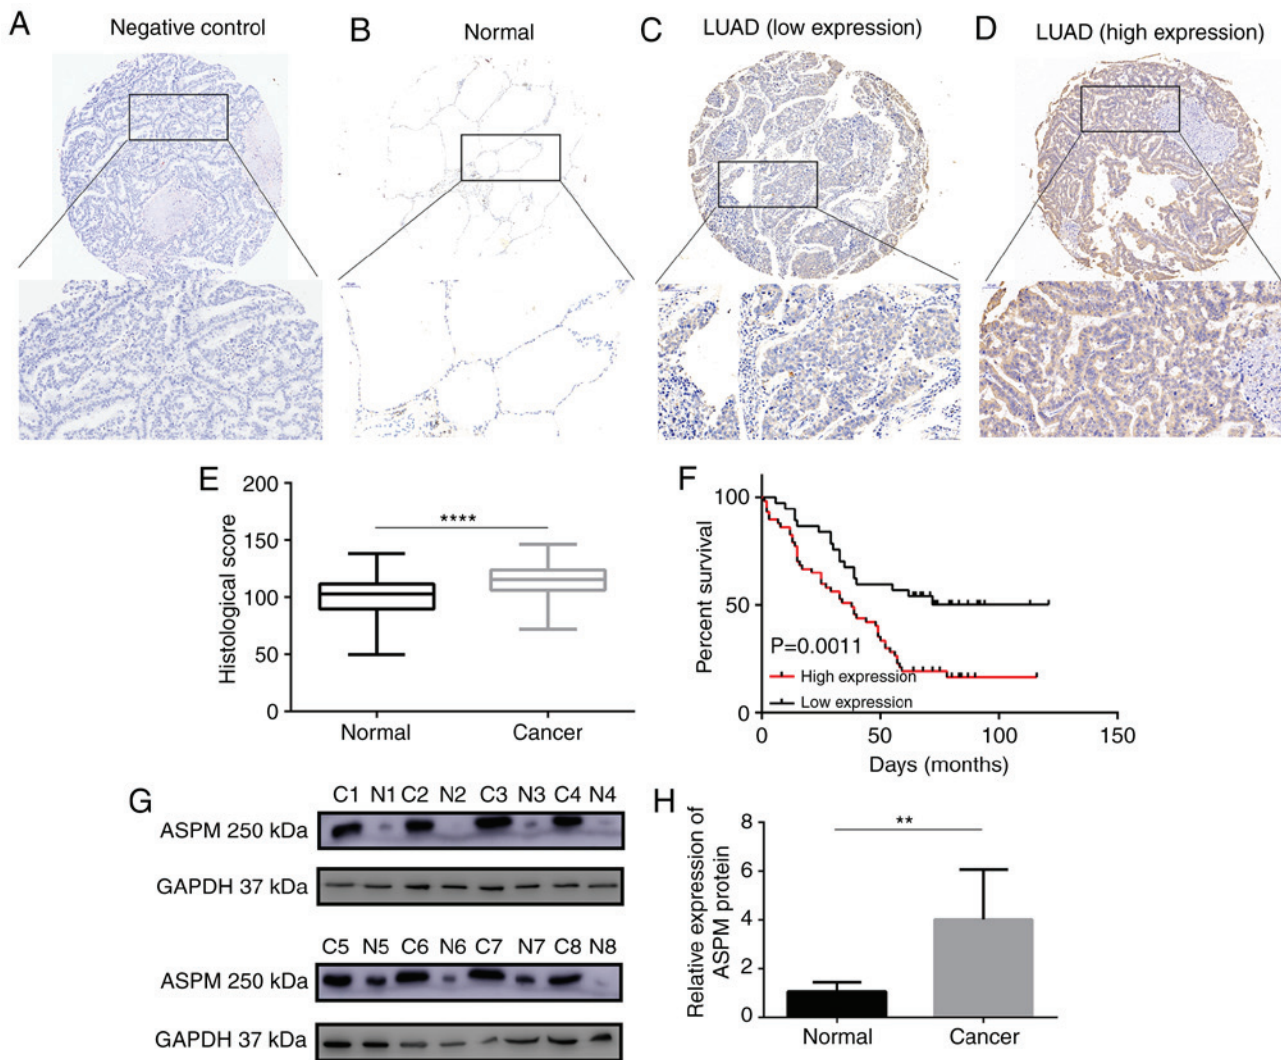 A
Negative control
B
Normal
C
LUAD (low expression)
D
LUAD (high expression)
E
Histological score
200
150
100
50
0
****
Normal
Cancer
F
Percent survival
100
50
0
P=0.0011
High expression
Low expression
0
50
100
150
Days (months)
G
C1 N1 C2 N2 C3 N3 C4 N4
ASPM 250 kDa
GAPDH 37 kDa
C5 N5 C6 N6 C7 N7 C8 N8
ASPM 250 kDa
GAPDH 37 kDa
H
Relative expression of
ASPM protein
8
6
4
2
0
**
Normal
Cancer